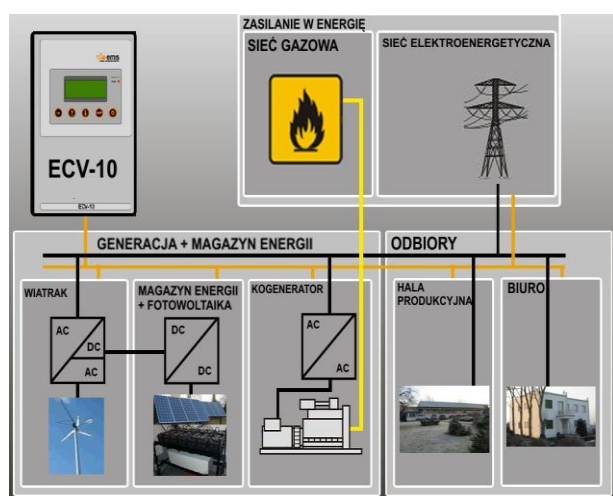 ZASILANIE W ENERGIĘ
SIEĆ GAZOWA
SIEĆ ELEKTROENERGETYCZNA
ems
ECV-10
ECV-10
GENERACJA + MAGAZYN ENERGII
ODBIORY
WIATRAK
MAGAZYN ENERGII
+ FOTOWOLTAIKA
KOGENERATOR
HALA
PRODUKCYJNA
BIURO
AC
DC
AC
DC
DC
AC
AC